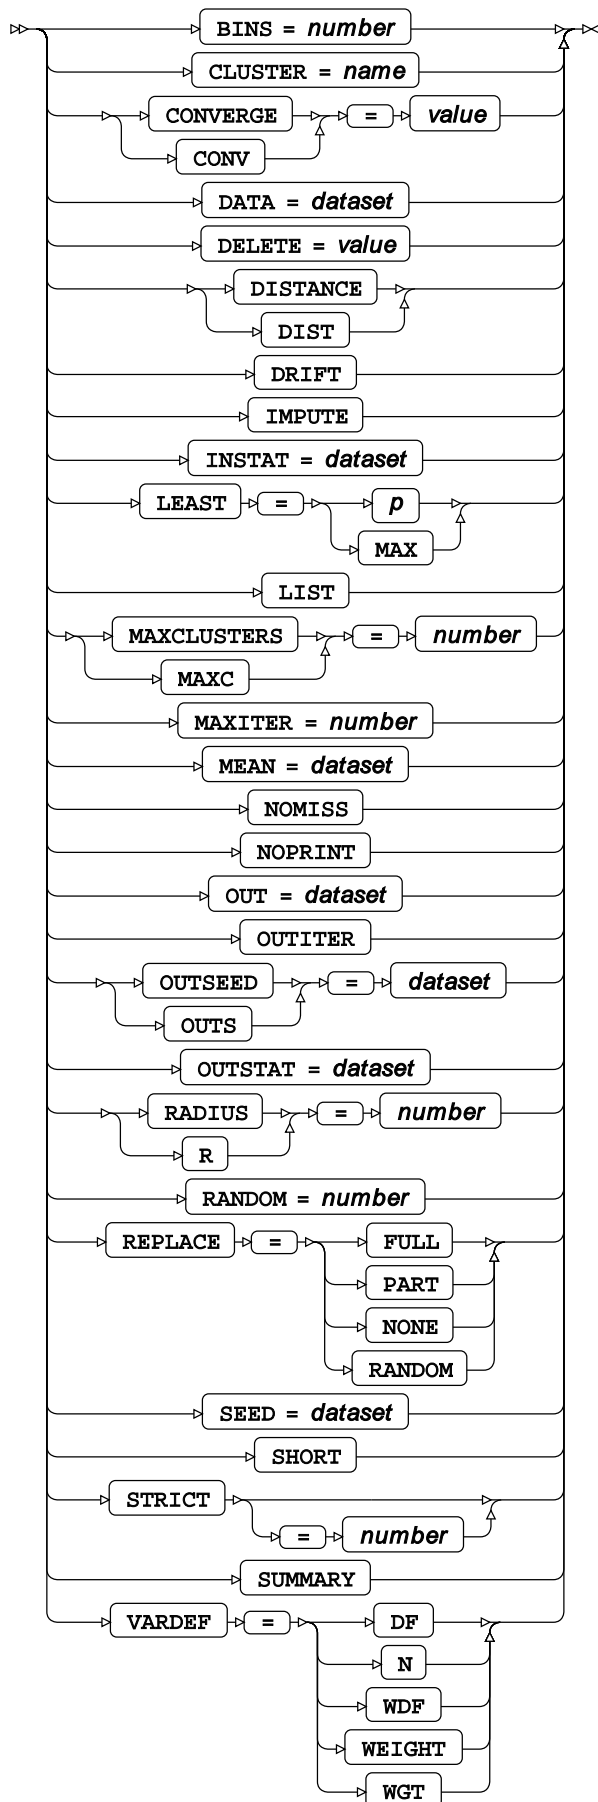 BINS = number
CLUSTER = name
CONVERGE = value
CONV
DATA = dataset
DELETE = value
DISTANCE
DIST
DRIFT
IMPUTE
INSTAT = dataset
LEAST = p
MAX
LIST
MAXCLUSTERS = number
MAXC
MAXITER = number
MEAN = dataset
NOMISS
NOPRINT
OUT = dataset
OUTITER
OUTSEED = dataset
OUTS
OUTSTAT = dataset
RADIUS = number
R
RANDOM = number
REPLACE = FULL
PART
NONE
RANDOM
SEED = dataset
SHORT
STRICT
= number
SUMMARY
VARDEF = DF
N
WDF
WEIGHT
WGT